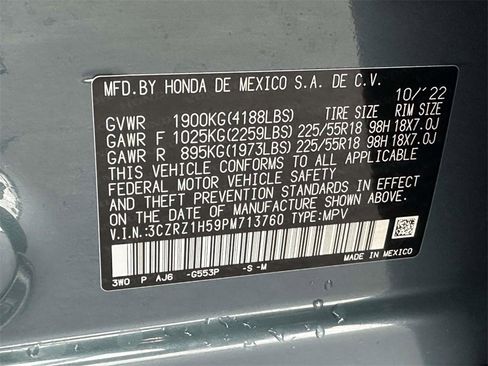 MFD.BY HONDA DE MEXICO S.A. DE C.V. 10/'22
GVWR 1900KG(4188LBS) TIRE SIZE RIM SIZE
GAWR F 1025KG(2259LBS) 225/55R18 98H 18X7.0J
GAWR R 895KG(1973LBS) 225/55R18 98H 18X7.0J
THIS VEHICLE CONFORMS TO ALL APPLICABLE
FEDERAL MOTOR VEHICLE SAFETY
AND THEFT PREVENTION STANDARDS IN EFFECT
ON THE DATE OF MANUFACTURE SHOWN ABOVE.
V.I.N:3CZRZ1H59PM713760 TYPE:MPV
3WO P AJ6 -G553P -S -M
MADE IN MEXICO